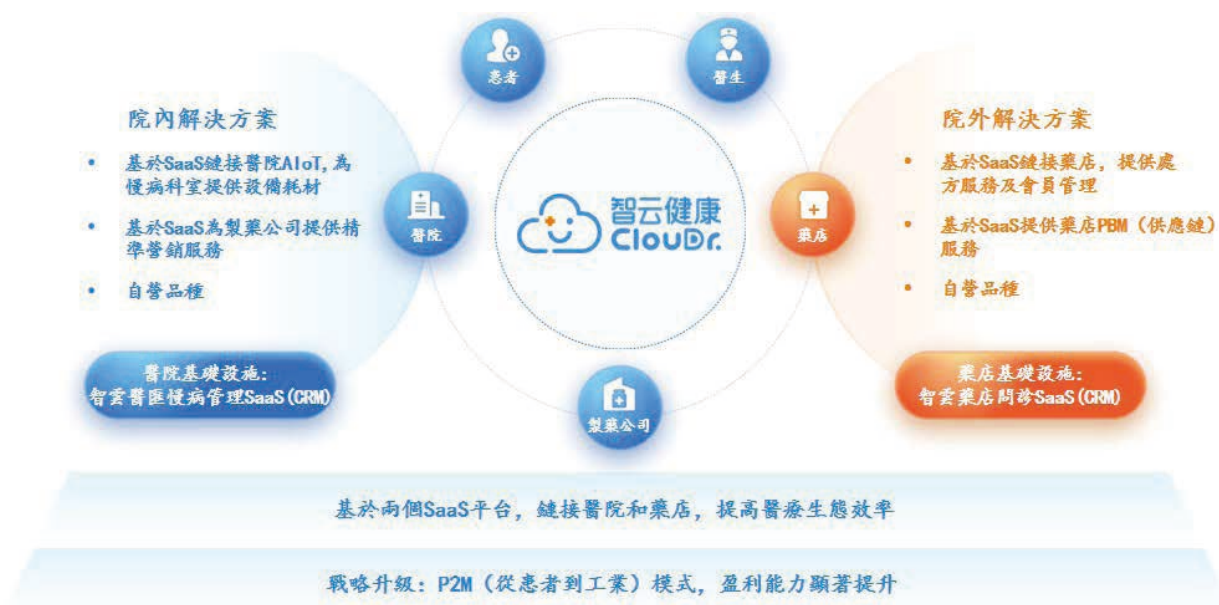 患者
醫生
院內解決方案
• 基於SaaS鏈接醫院AIoT,為
慢病科室提供設備耗材
• 基於SaaS為製藥公司提供精
準營銷服務
• 自營品種
醫院
智云健康
ClouDr.
藥店
院外解決方案
• 基於SaaS鏈接藥店，提供處
方服務及會員管理
• 基於SaaS提供藥店PBM（供應鏈）
服務
• 自營品種
醫院基礎設施：
智雲醫匯慢病管理SaaS(CRM)
製藥公司
藥店基礎設施：
智雲藥店問診SaaS(CRM)
基於兩個SaaS平台，鏈接醫院和藥店，提高醫療生態效率
戰略升級：P2M（從患者到工業）模式，盈利能力顯著提升